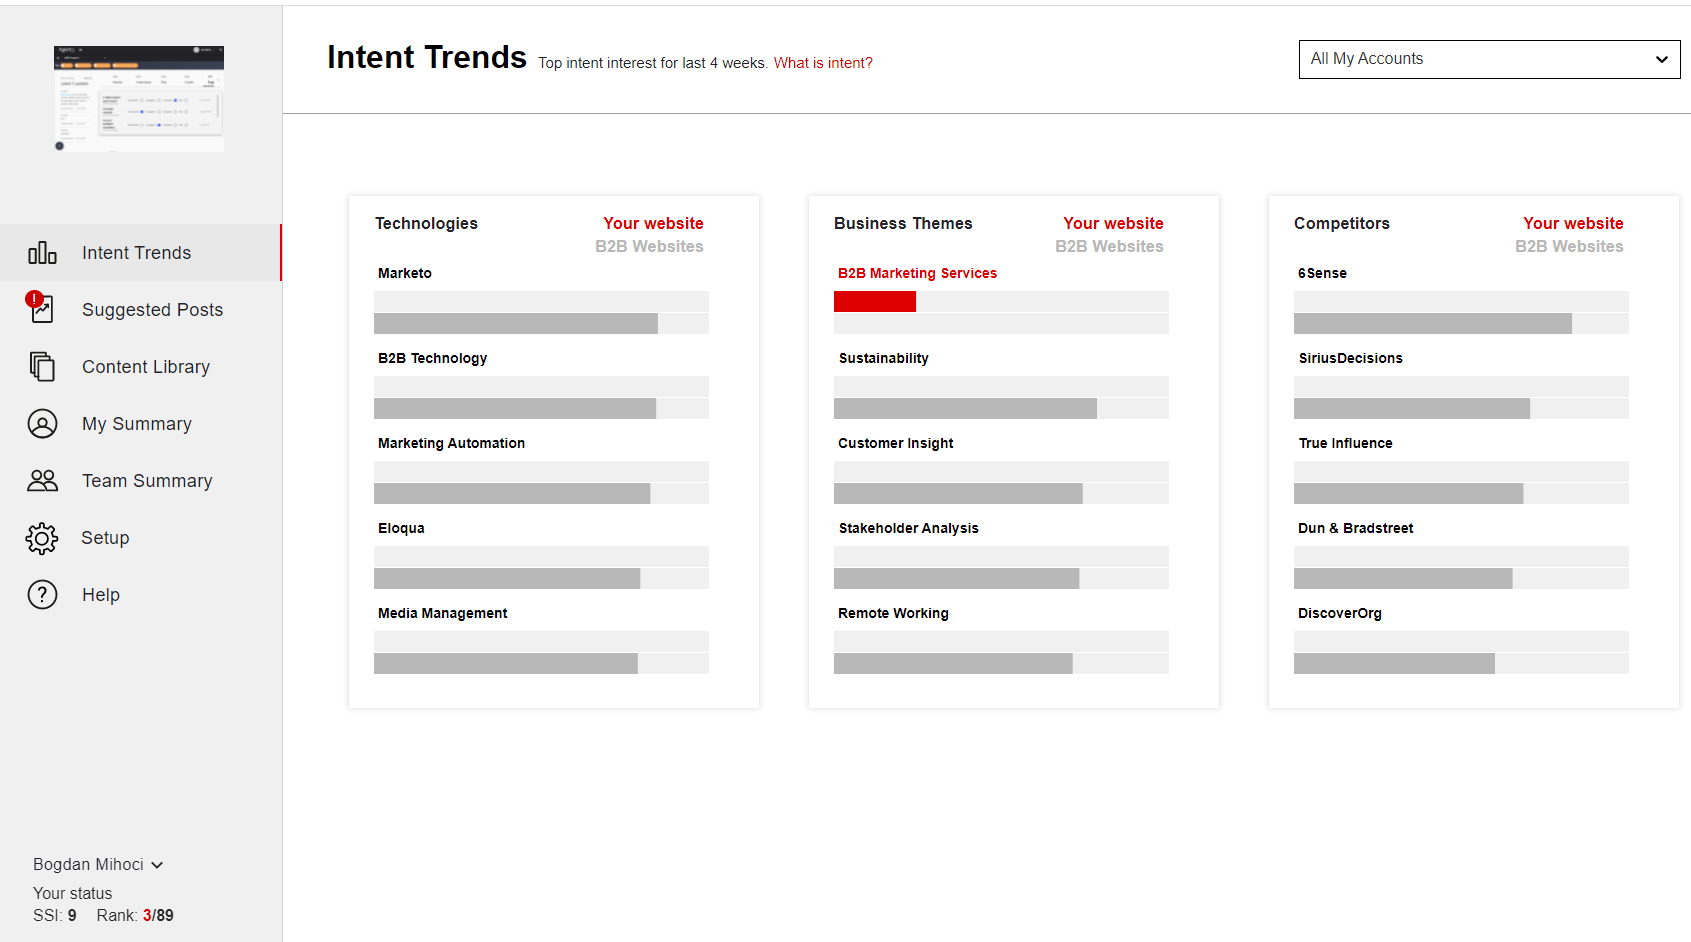 Intent Trends
Suggested Posts
Content Library
My Summary
Team Summary
Setup
Help
Bogdan Mihoci
Your status
SSI: 9 Rank: 3/89
Intent Trends Top intent interest for last 4 weeks. What is intent?
All My Accounts
Technologies Your website
B2B Websites
Marketo
B2B Technology
Marketing Automation
Eloqua
Media Management
Business Themes Your website
B2B Websites
B2B Marketing Services
Sustainability
Customer Insight
Stakeholder Analysis
Remote Working
Competitors Your website
B2B Websites
6Sense
SiriusDecisions
True Influence
Dun & Bradstreet
DiscoverOrg